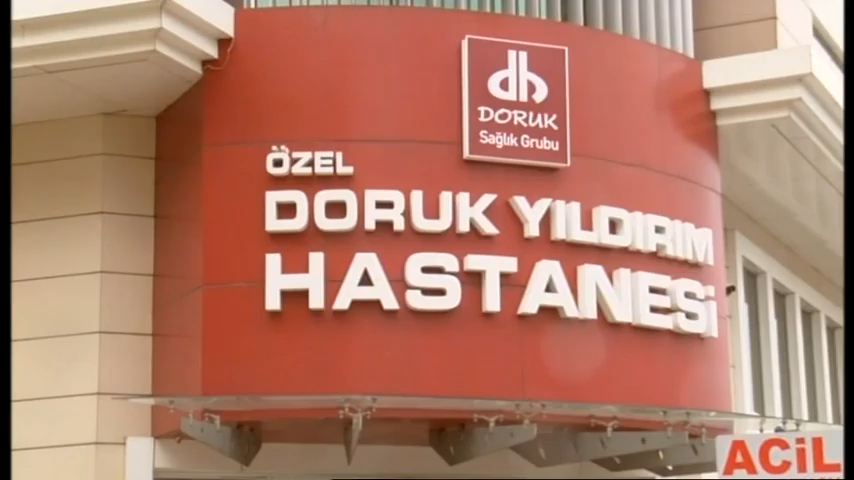 dh
DORUK
Sağlık Grubu
ÖZEL
DORUK YILDIRIM
HASTANESİ
ACİL